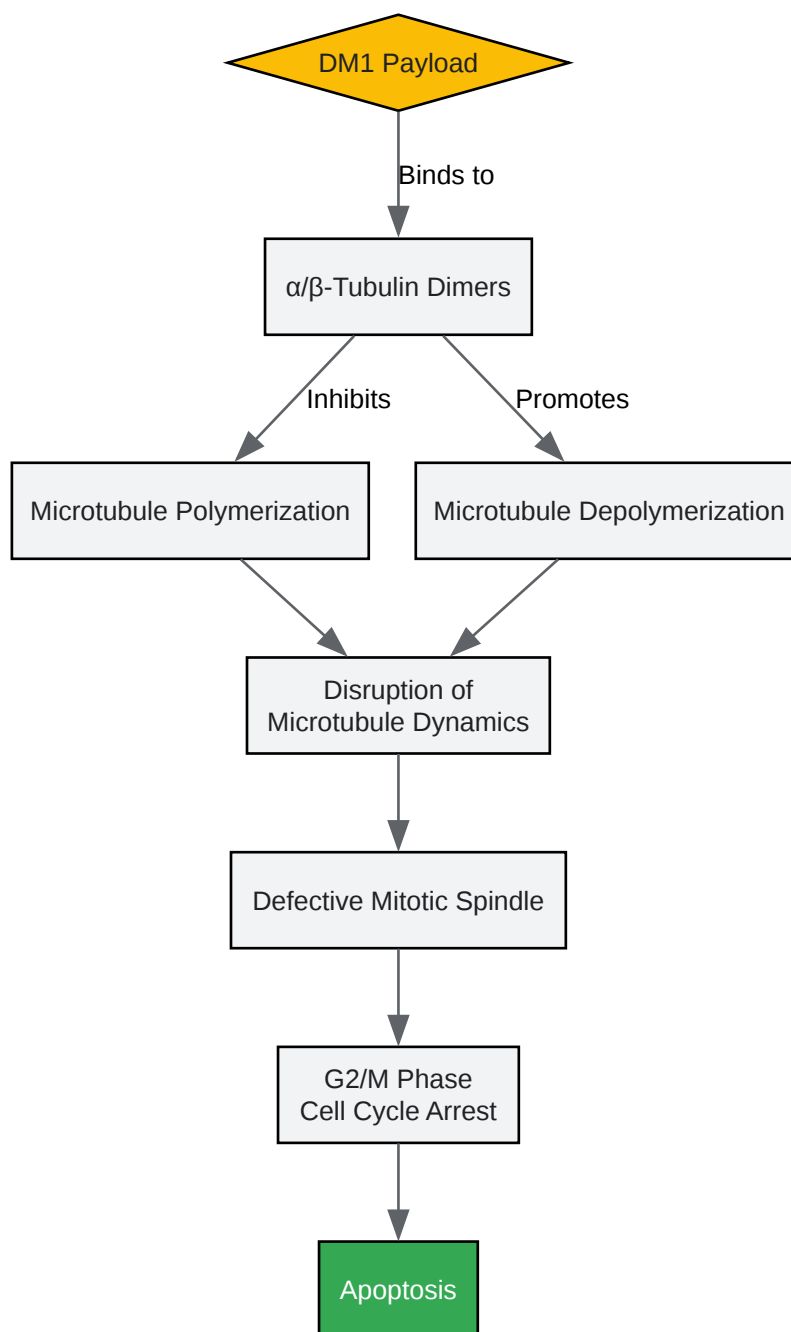 DM1 Payload
Binds to
α/β-Tubulin Dimers
Inhibits
Promotes
Microtubule Polymerization
Microtubule Depolymerization
Disruption of
Microtubule Dynamics
Defective Mitotic Spindle
G2/M Phase
Cell Cycle Arrest
Apoptosis